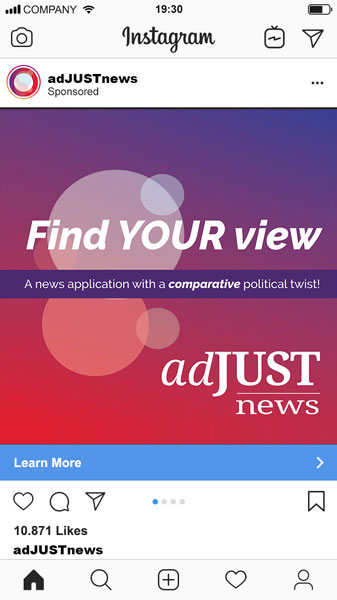 COMPANY 19:30
Instagram
adJUSTnews
Sponsored
Find YOUR view
A news application with a comparative political twist!
adJUST
news
Learn More
10.871 Likes
adJUSTnews